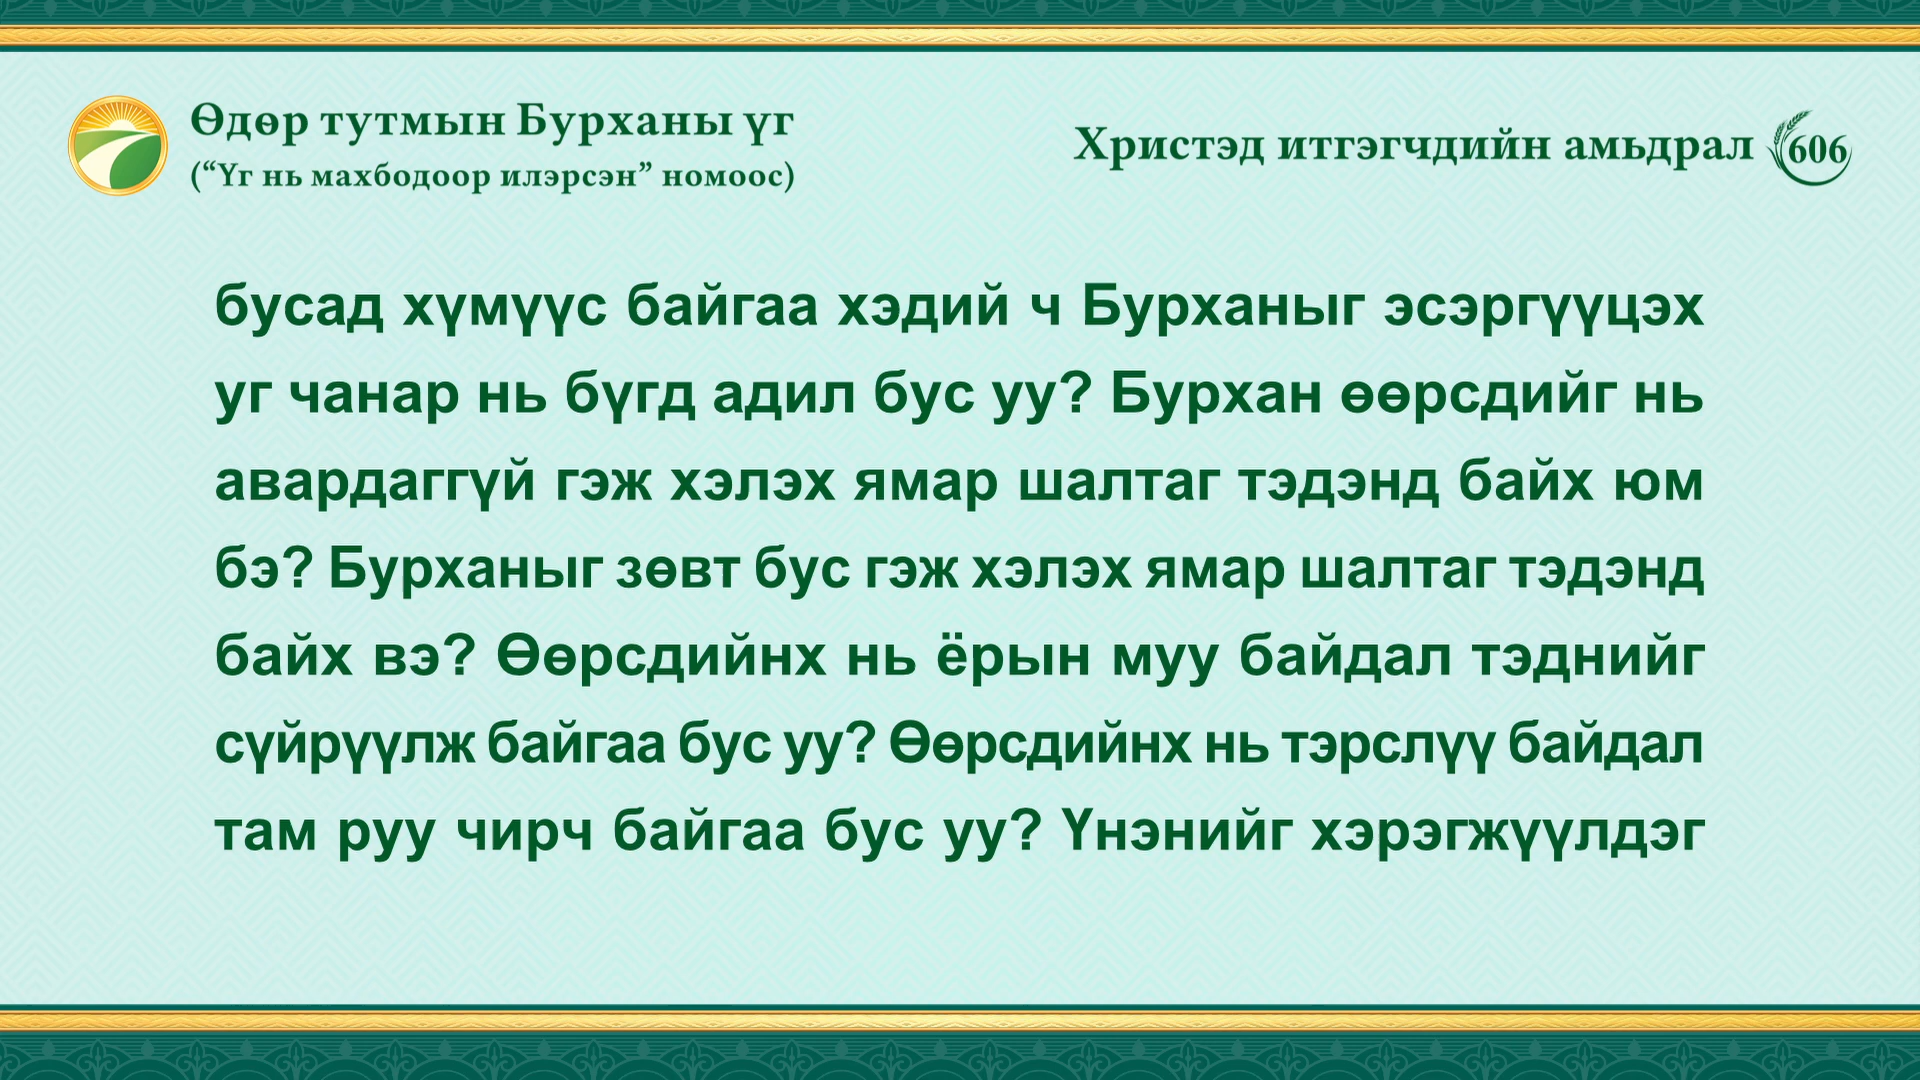 Өдөр тутмын Бурханы үг
(“Үг нь махбодоор илэрсэн” номоос)
Христэд итгэгчдийн амьдрал 606
бусад хүмүүс байгаа хэдий ч Бурханыг эсэргүүцэх
уг чанар нь бүгд адил бус уу? Бурхан өөрсдийг нь
авардаггүй гэж хэлэх ямар шалтаг тэдэнд байх юм
бэ? Бурханыг зөвт бус гэж хэлэх ямар шалтаг тэдэнд
байх вэ? Өөрсдийнх нь ёрын муу байдал тэднийг
сүйрүүлж байгаа бус уу? Өөрсдийнх нь тэрслүү байдал
там руу чирч байгаа бус уу? Үнэнийг хэрэгжүүлдэг